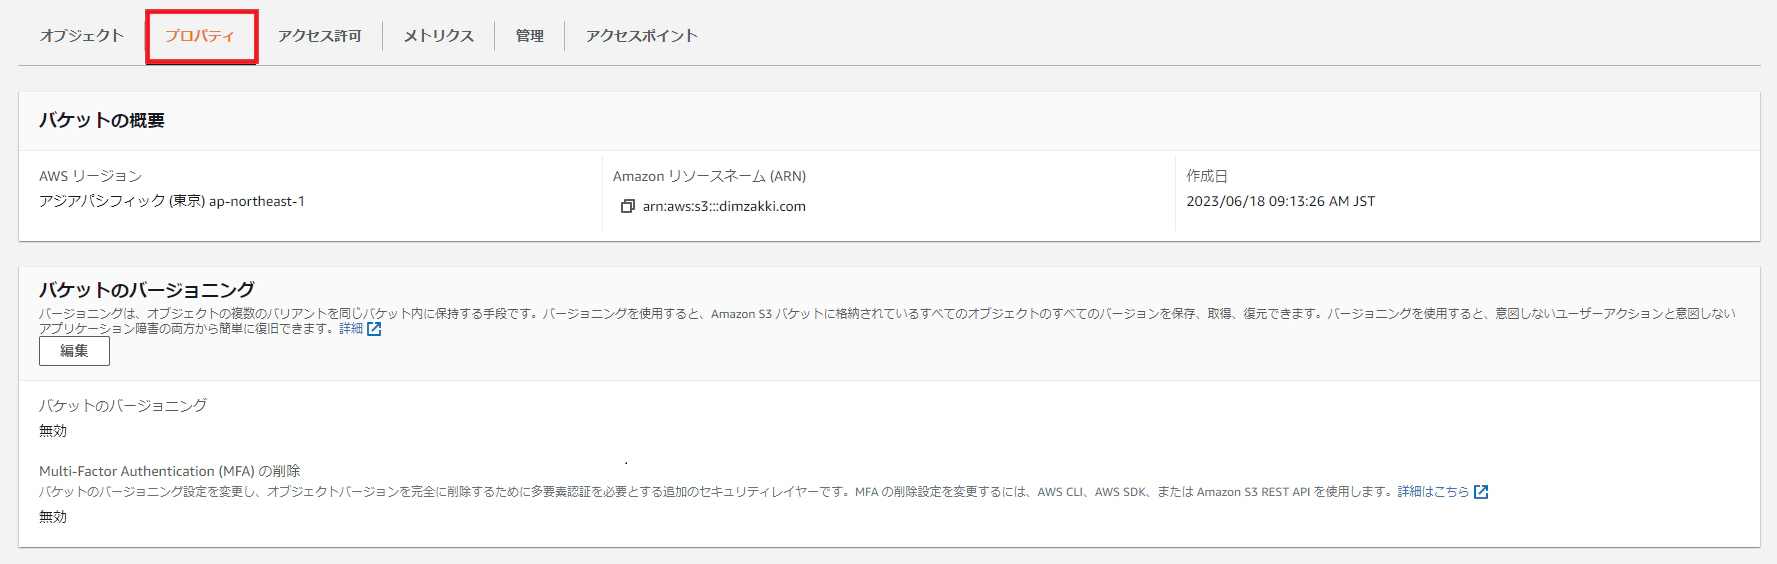 オブジェクト
プロパティ
アクセス許可
メトリクス
管理
アクセスポイント
バケットの概要
AWS リージョン
アジアパシフィック (東京) ap-northeast-1
Amazon リソースネーム (ARN)
arn:aws:s3:::dimzakki.com
作成日
2023/06/18 09:13:26 AM JST
バケットのバージョニング
バージョニングは、オブジェクトの複数のバリアントを同じバケット内に保持する手段です。バージョニングを使用すると、Amazon S3 バケットに格納されているすべてのオブジェクトのすべてのバージョンを保存、取得、復元できます。バージョニングを使用すると、意図しないユーザーアクションと意図しない
アプリケーション障害の両方から簡単に復旧できます。詳細
編集
バケットのバージョニング
無効
Multi-Factor Authentication (MFA) の削除
バケットのバージョニング設定を変更し、オブジェクトバージョンを完全に削除するために多要素認証を必要とする追加のセキュリティレイヤーです。MFA の削除設定を変更するには、AWS CLI、AWS SDK、または Amazon S3 REST API を使用します。詳細はこちら
無効